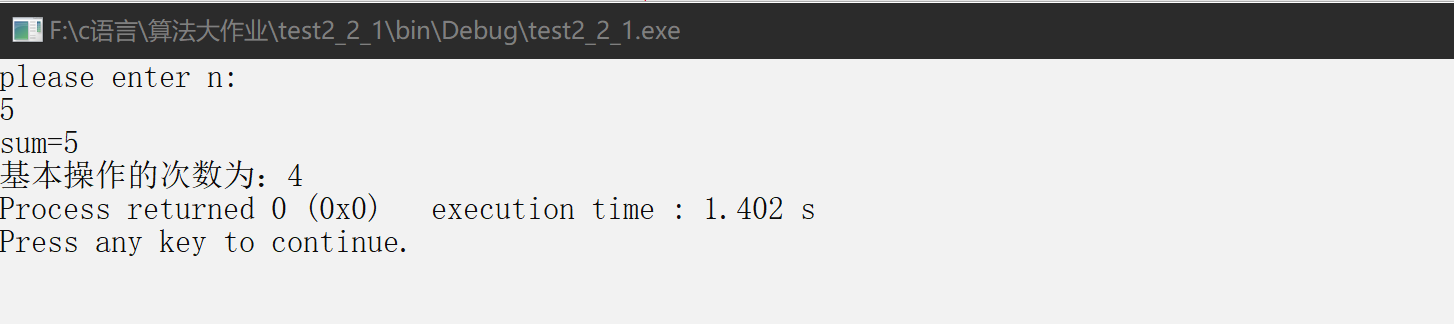 F:\c语言\算法大作业\test2_2_1\bin\Debug\test2_2_1.exe
please enter n:
5
sum=5
基本操作的次数为：4
Process returned 0 (0x0)   execution time : 1.402 s
Press any key to continue.